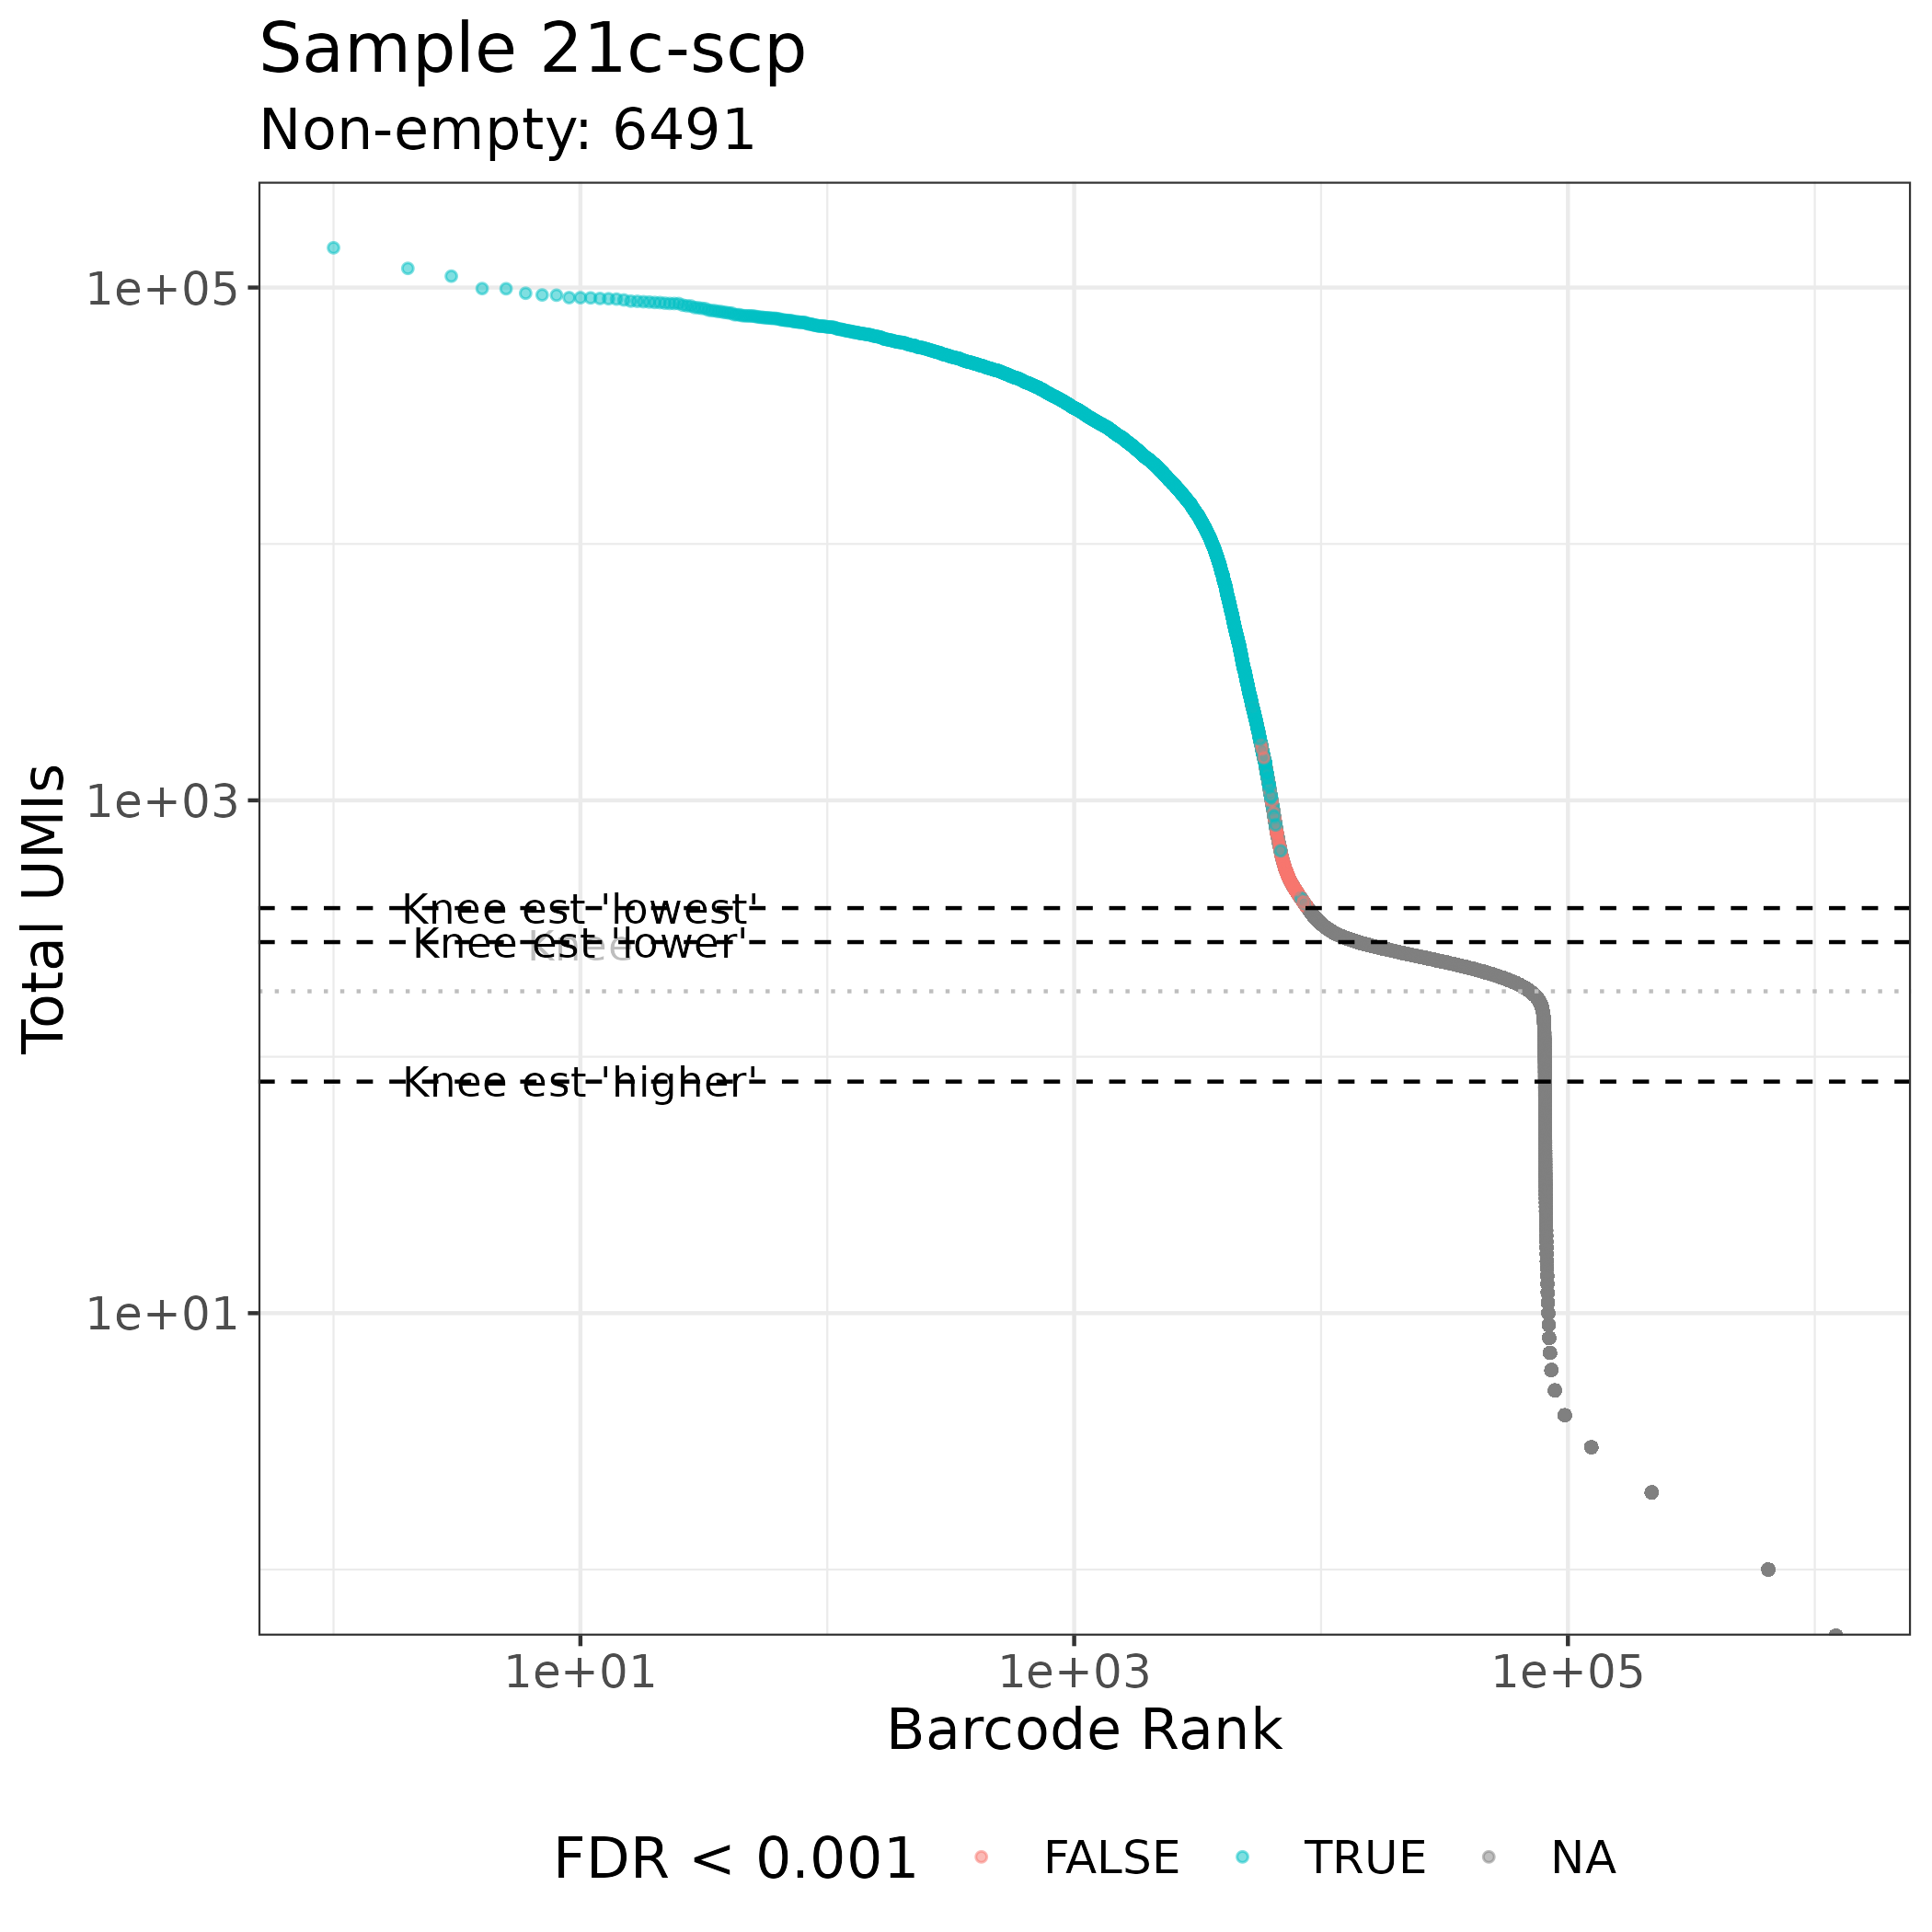 Sample 21c-scp
Non-empty: 6491
Total UMIs
1e+05
1e+03
1e+01
Knee est 'lowest'
Knee est 'lower'
Knee
Knee est 'higher'
1e+01 1e+03 1e+05
Barcode Rank
FDR < 0.001 FALSE TRUE NA